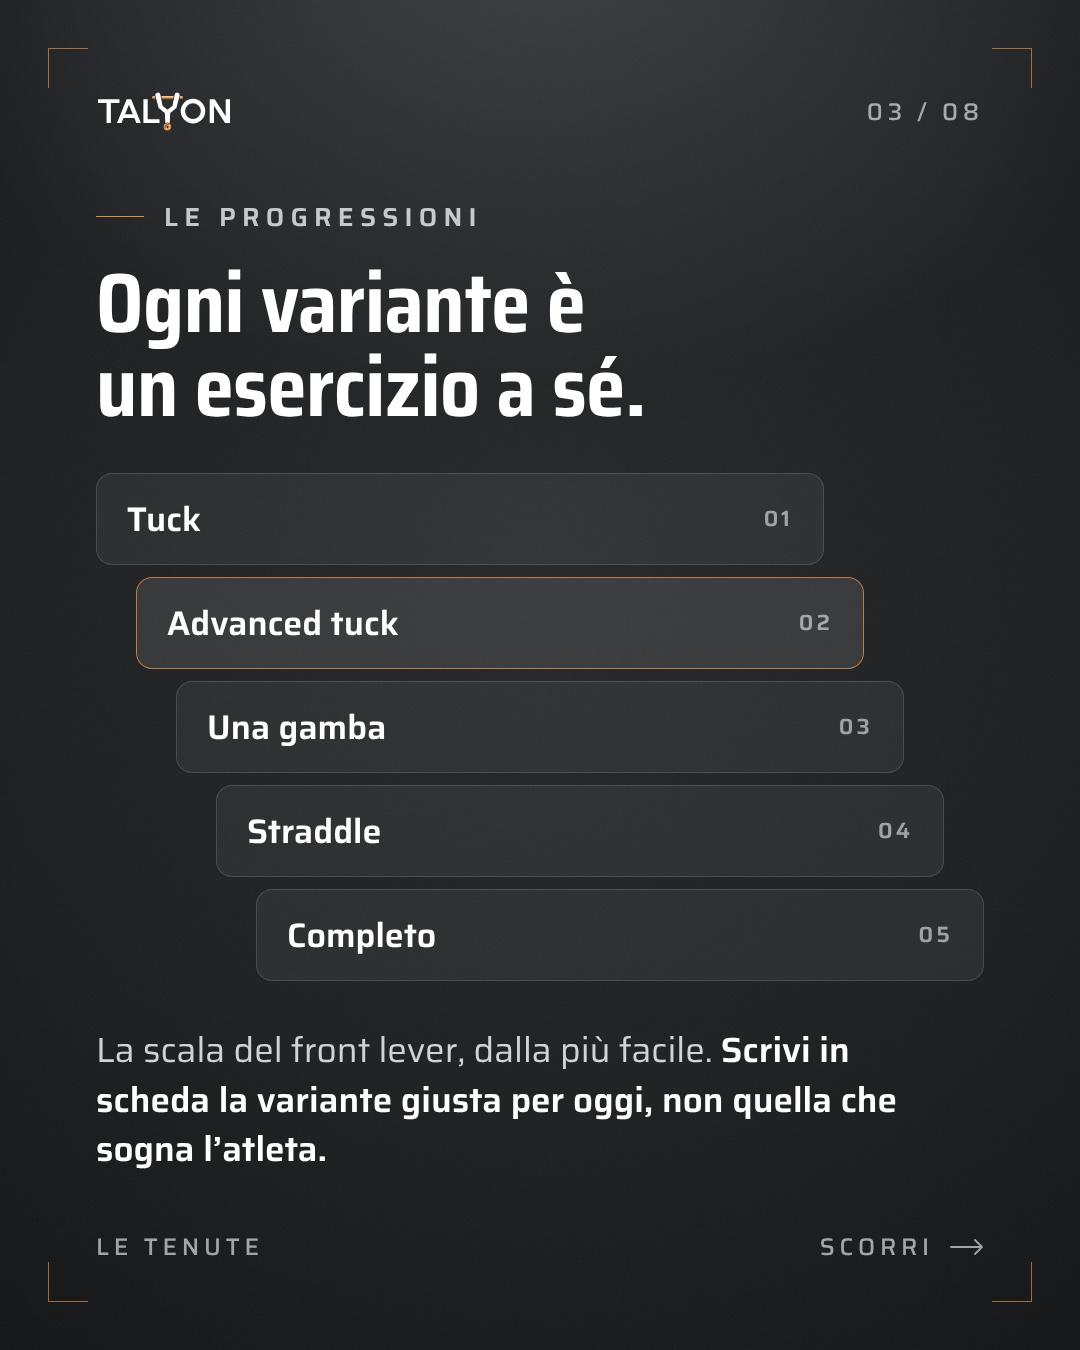 TALYON
03 / 08
LE PROGRESSIONI
Ogni variante è
un esercizio a sé.
Tuck 01
Advanced tuck 02
Una gamba 03
Straddle 04
Completo 05
La scala del front lever, dalla più facile. Scrivi in
scheda la variante giusta per oggi, non quella che
sogna l’atleta.
LE TENUTE
SCORRI →